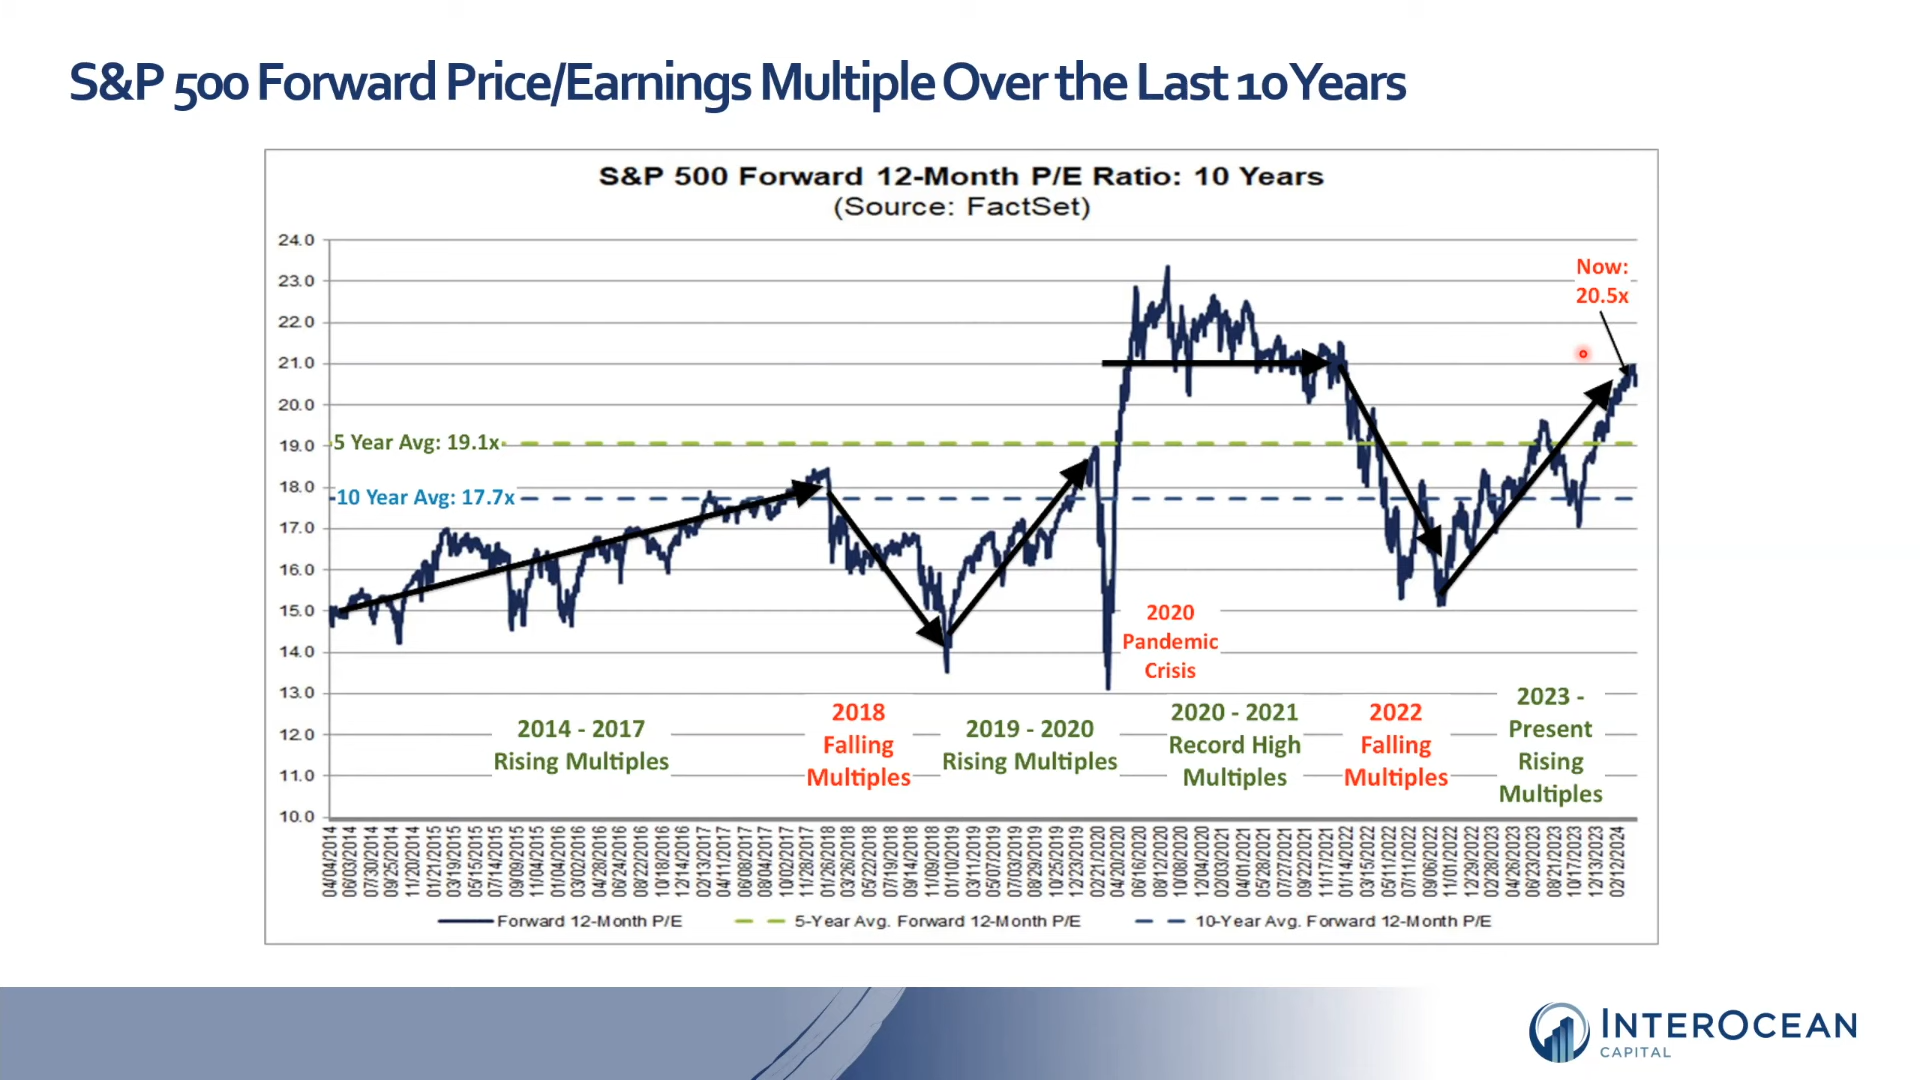 S&P 500 Forward Price/Earnings Multiple Over the Last 10 Years
S&P 500 Forward 12-Month P/E Ratio: 10 Years
(Source: FactSet)
24.0
23.0
22.0
21.0
20.0
19.0
18.0
17.0
16.0
15.0
14.0
13.0
12.0
11.0
10.0
Now:
20.5x
5 Year Avg: 19.1x
10 Year Avg: 17.7x
2020
Pandemic
Crisis
2014 - 2017
Rising Multiples
2018
Falling
Multiples
2019 - 2020
Rising Multiples
2020 - 2021
Record High
Multiples
2022
Falling
Multiples
2023 -
Present
Rising
Multiples
04/04/2014
06/03/2014
07/30/2014
09/25/2014
11/20/2014
01/21/2015
03/19/2015
05/15/2015
07/14/2015
09/09/2015
11/04/2015
01/04/2016
03/02/2016
04/28/2016
06/24/2016
08/22/2016
10/18/2016
12/14/2016
02/13/2017
04/11/2017
06/08/2017
08/04/2017
10/02/2017
11/28/2017
01/26/2018
03/26/2018
05/22/2018
07/19/2018
09/14/2018
11/09/2018
01/10/2019
03/11/2019
05/07/2019
07/03/2019
08/29/2019
10/25/2019
12/23/2019
02/21/2020
04/20/2020
06/16/2020
08/12/2020
10/08/2020
12/04/2020
02/03/2021
04/01/2021
05/28/2021
07/26/2021
09/22/2021
11/17/2021
01/14/2022
03/15/2022
05/11/2022
07/11/2022
09/06/2022
11/01/2022
12/29/2022
02/28/2023
04/26/2023
06/23/2023
08/21/2023
10/17/2023
12/13/2023
02/12/2024
Forward 12-Month P/E
5-Year Avg. Forward 12-Month P/E
10-Year Avg. Forward 12-Month P/E
INTEROCEAN
CAPITAL